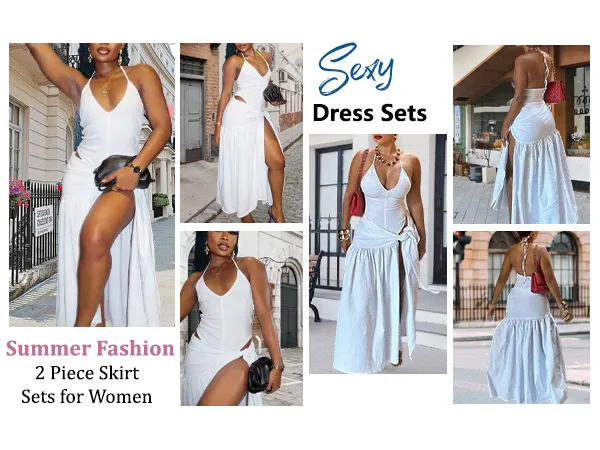 Sexy
Dress Sets
Summer Fashion
2 Piece Skirt
Sets for Women